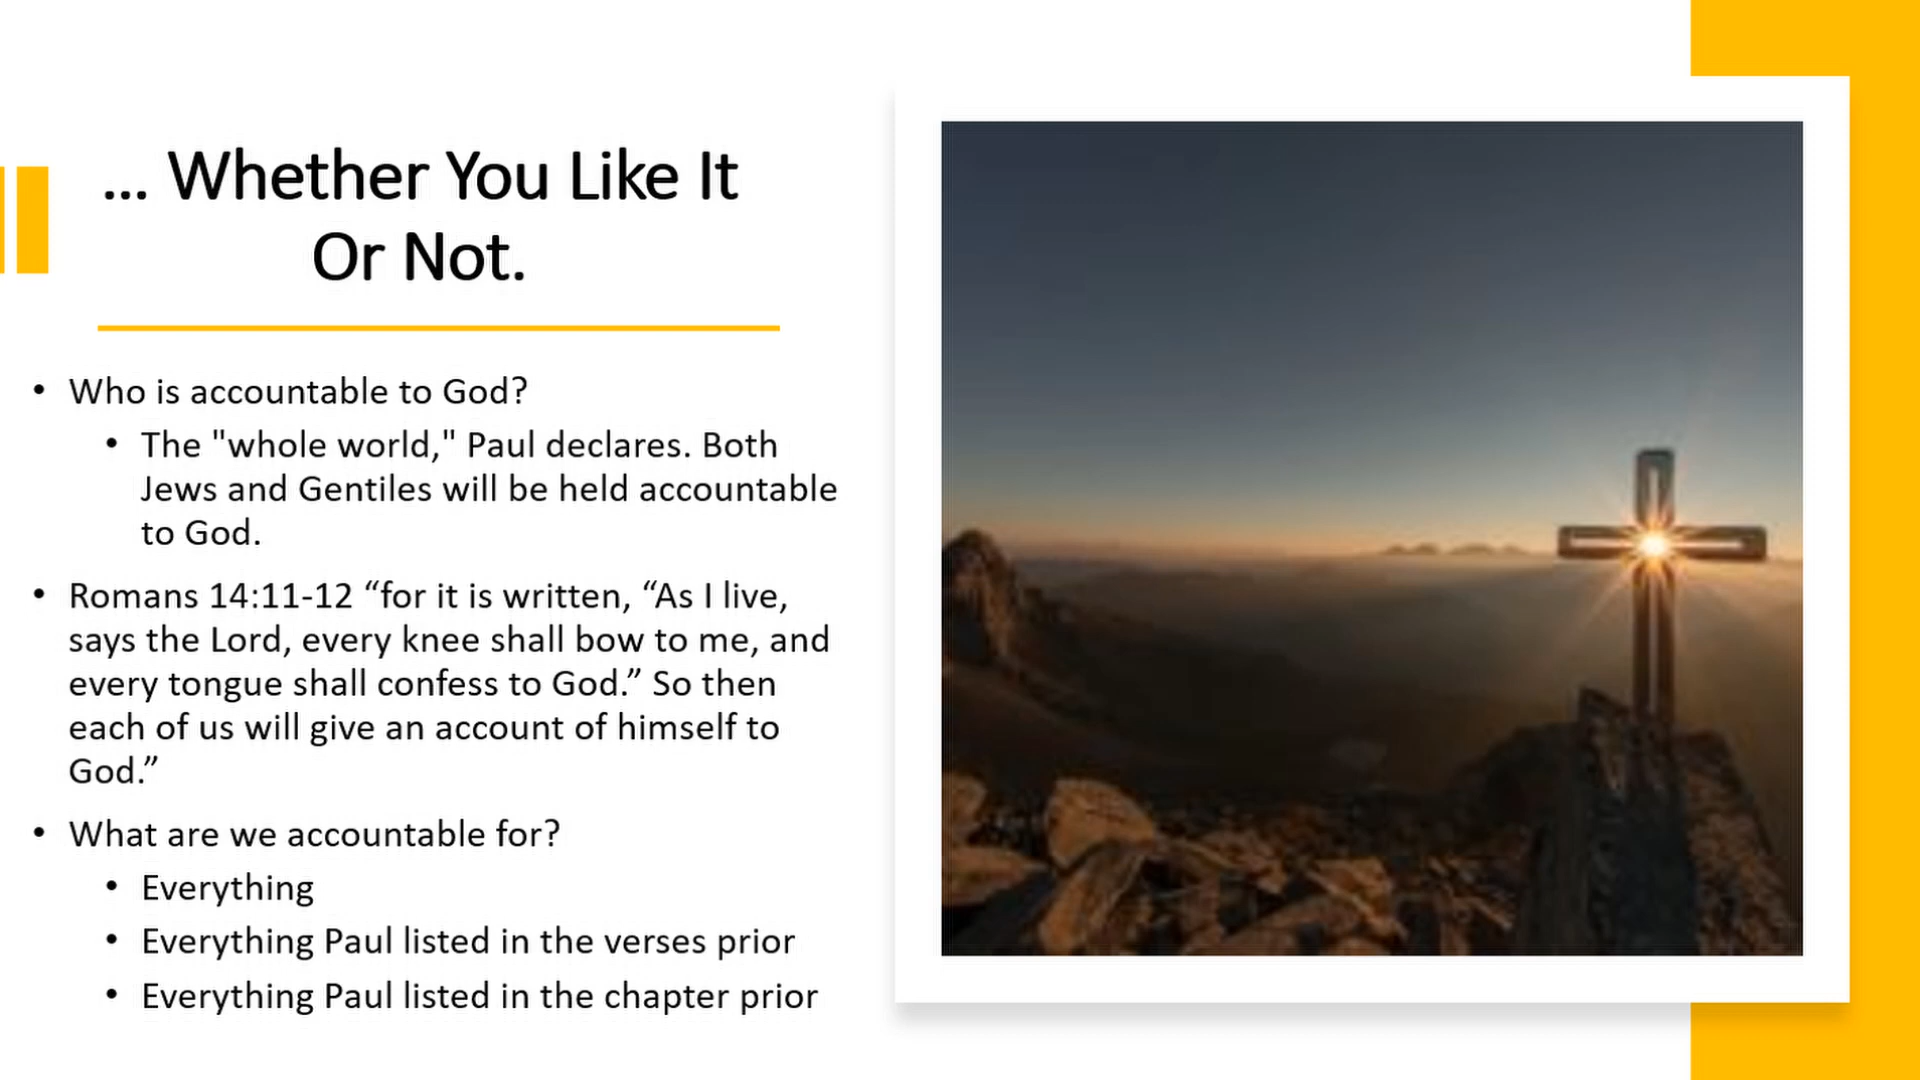 ... Whether You Like It
Or Not.
• Who is accountable to God?
• The "whole world," Paul declares. Both
Jews and Gentiles will be held accountable
to God.
• Romans 14:11-12 “for it is written, “As I live,
says the Lord, every knee shall bow to me, and
every tongue shall confess to God.” So then
each of us will give an account of himself to
God.”
• What are we accountable for?
• Everything
• Everything Paul listed in the verses prior
• Everything Paul listed in the chapter prior